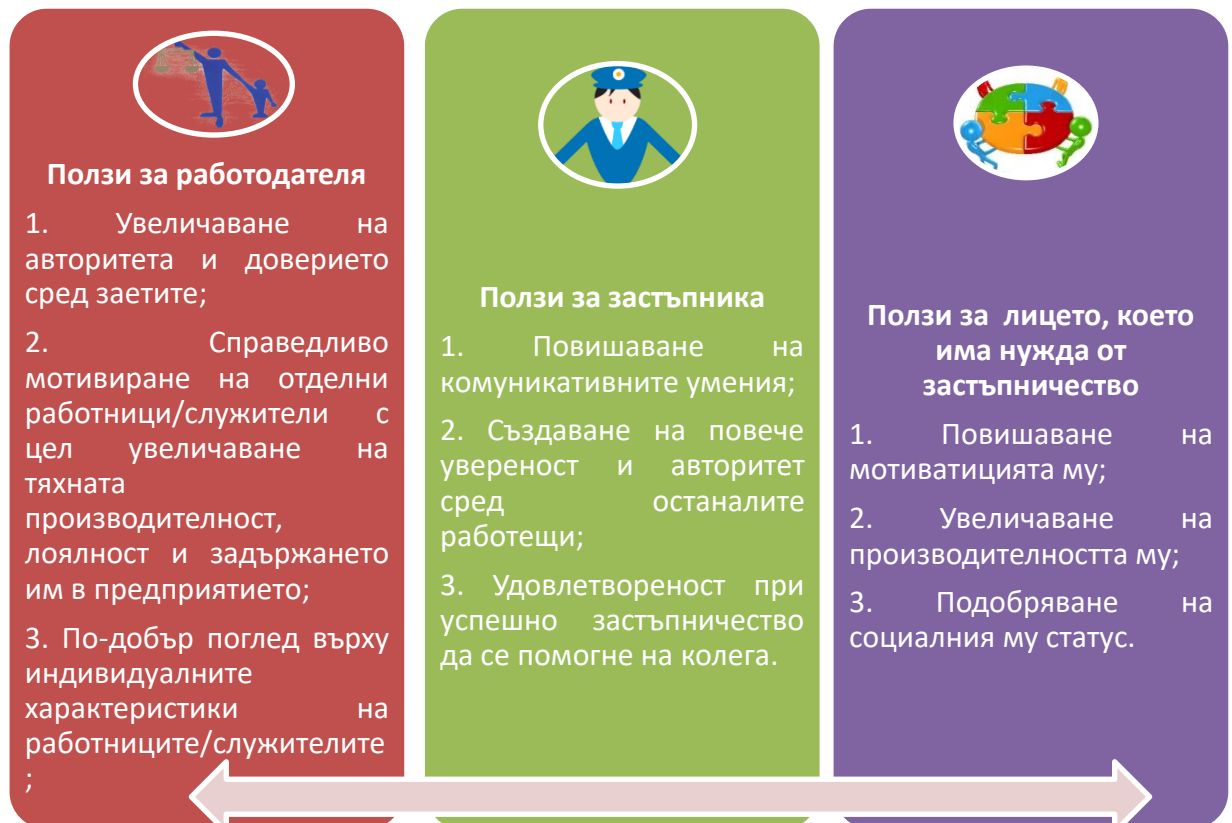 Ползи за работодателя
1. Увеличаване на
авторитета и доверието
сред заетите;
2. Справедливо
мотивиране на отделни
работници/служители с
цел увеличаване на
тяхната
производителност,
лоялност и задържането
им в предприятието;
3. По-добър поглед върху
индивидуалните
характеристики на
работниците/служителите
;
Ползи за застъпника
1. Повишаване на
комуникативните умения;
2. Създаване на повече
увереност и авторитет
сред останалите
работещи;
3. Удовлетвореност при
успешно застъпничество
да се помогне на колега.
Ползи за лицето, което
има нужда от
застъпничество
1. Повишаване на
мотиватицията му;
2. Увеличаване на
производителността му;
3. Подобряване на
социалния му статус.